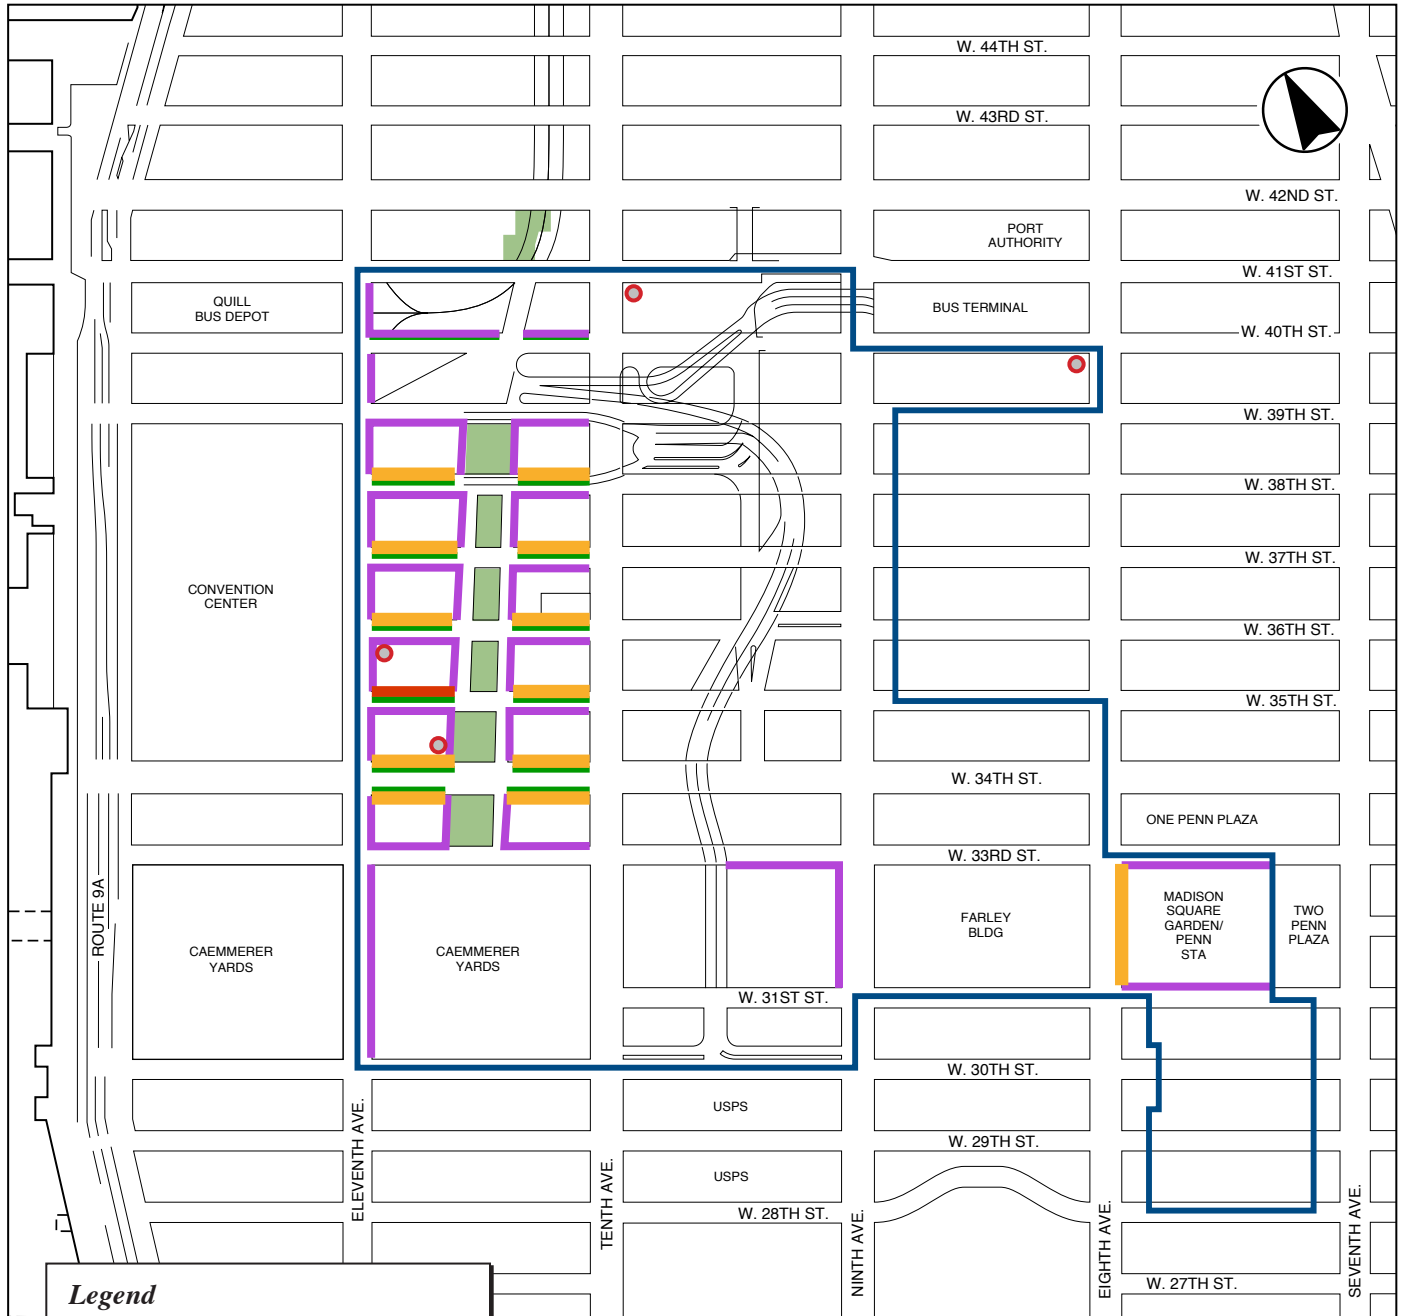 W. 44TH ST.
W. 43RD ST.
W. 42ND ST.
PORT
AUTHORITY
W. 41ST ST.
QUILL
BUS DEPOT
BUS TERMINAL
W. 40TH ST.
W. 39TH ST.
W. 38TH ST.
W. 37TH ST.
CONVENTION
CENTER
W. 36TH ST.
W. 35TH ST.
W. 34TH ST.
ONE PENN PLAZA
W. 33RD ST.
ROUTE 9A
MADISON
SQUARE
GARDEN/
PENN
STA
TWO
PENN
PLAZA
FARLEY
BLDG
CAEMMERER
YARDS
CAEMMERER
YARDS
W. 31ST ST.
W. 30TH ST.
USPS
W. 29TH ST.
USPS
W. 28TH ST.
ELEVENTH AVE.
TENTH AVE.
NINTH AVE.
EIGHTH AVE.
SEVENTH AVE.
W. 27TH ST.
Legend